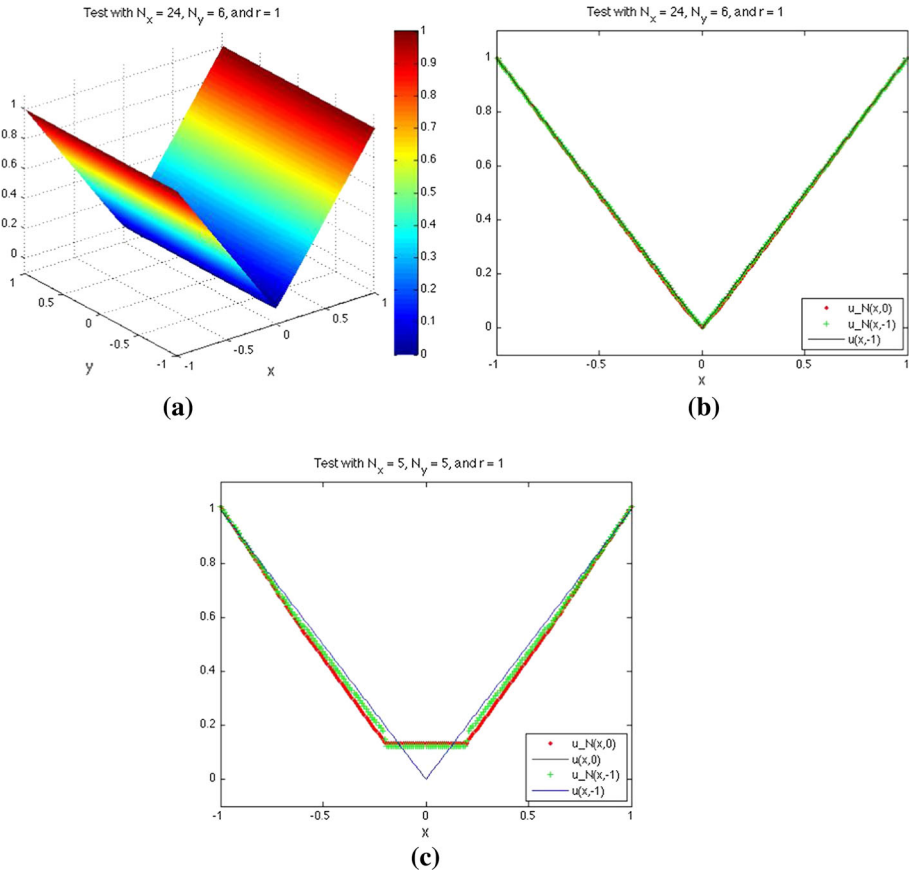 Test with N_x = 24, N_y = 6, and r = 1
1
0.8
0.6
0.4
0.2
0
1
0.5
0
-0.5
-1
y
-1
-0.5
0
0.5
1
x
1
0.9
0.8
0.7
0.6
0.5
0.4
0.3
0.2
0.1
0
(a)
Test with N_x = 24, N_y = 6, and r = 1
1
0.8
0.6
0.4
0.2
0
-1
-0.5
0
0.5
1
x
u_N(x,0)
u_N(x,-1)
u(x,-1)
(b)
Test with N_x = 5, N_y = 5, and r = 1
1
0.8
0.6
0.4
0.2
0
-1
-0.5
0
0.5
1
x
u_N(x,0)
u(x,0)
u_N(x,-1)
u(x,-1)
(c)